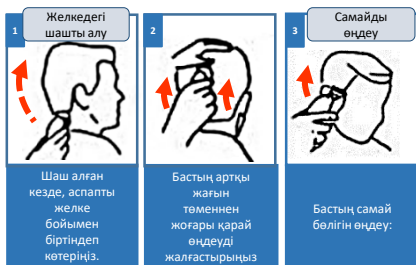 1
Желкедегі
шашты алу
2
3
Самайды
өңдеу
Шаш алған
кезде, аспапты
желке
бойымен
біртіндеп
көтеріңіз.
Бастың артқы
жағын
төменнен
жоғары қарай
өңдеуді
жалғастырыңыз
Бастың самай
бөлігін өңдеу: